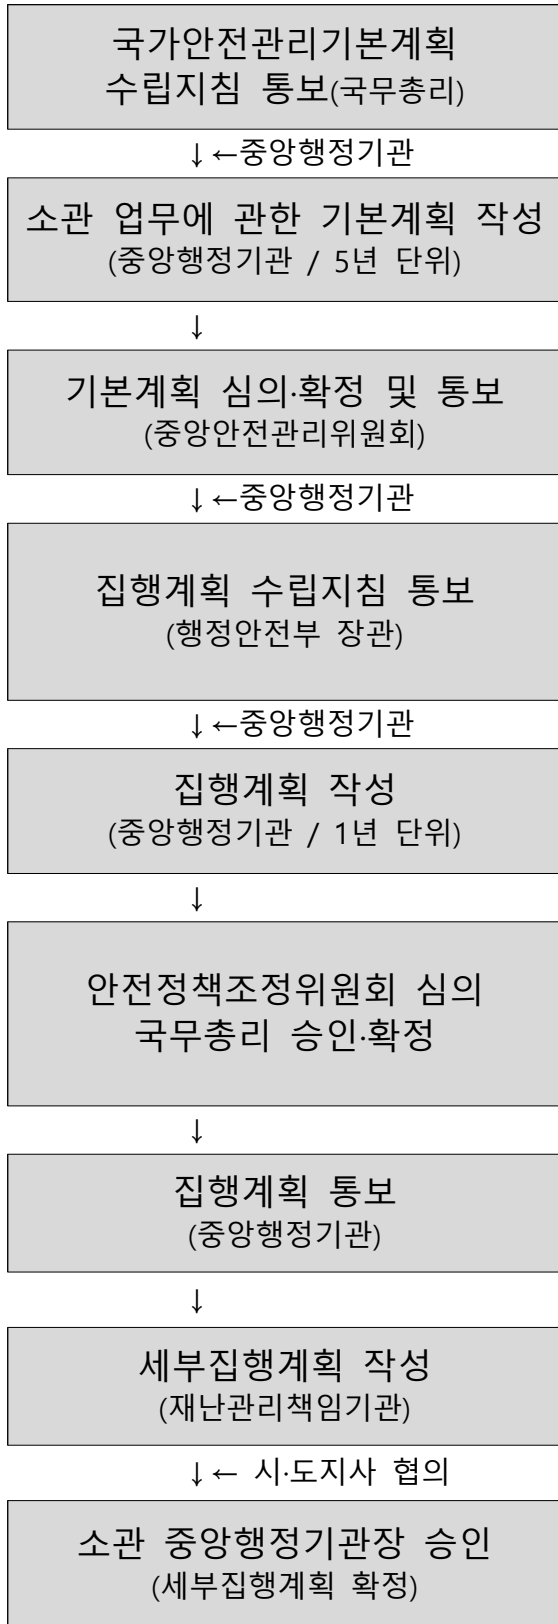 국가안전관리기본계획
수립지침 통보(국무총리)
↓←중앙행정기관
소관 업무에 관한 기본계획 작성
(중앙행정기관 / 5년 단위)
↓
기본계획 심의·확정 및 통보
(중앙안전관리위원회)
↓←중앙행정기관
집행계획 수립지침 통보
(행정안전부 장관)
↓←중앙행정기관
집행계획 작성
(중앙행정기관 / 1년 단위)
↓
안전정책조정위원회 심의
국무총리 승인·확정
↓
집행계획 통보
(중앙행정기관)
↓
세부집행계획 작성
(재난관리책임기관)
↓← 시·도지사 협의
소관 중앙행정기관장 승인
(세부집행계획 확정)